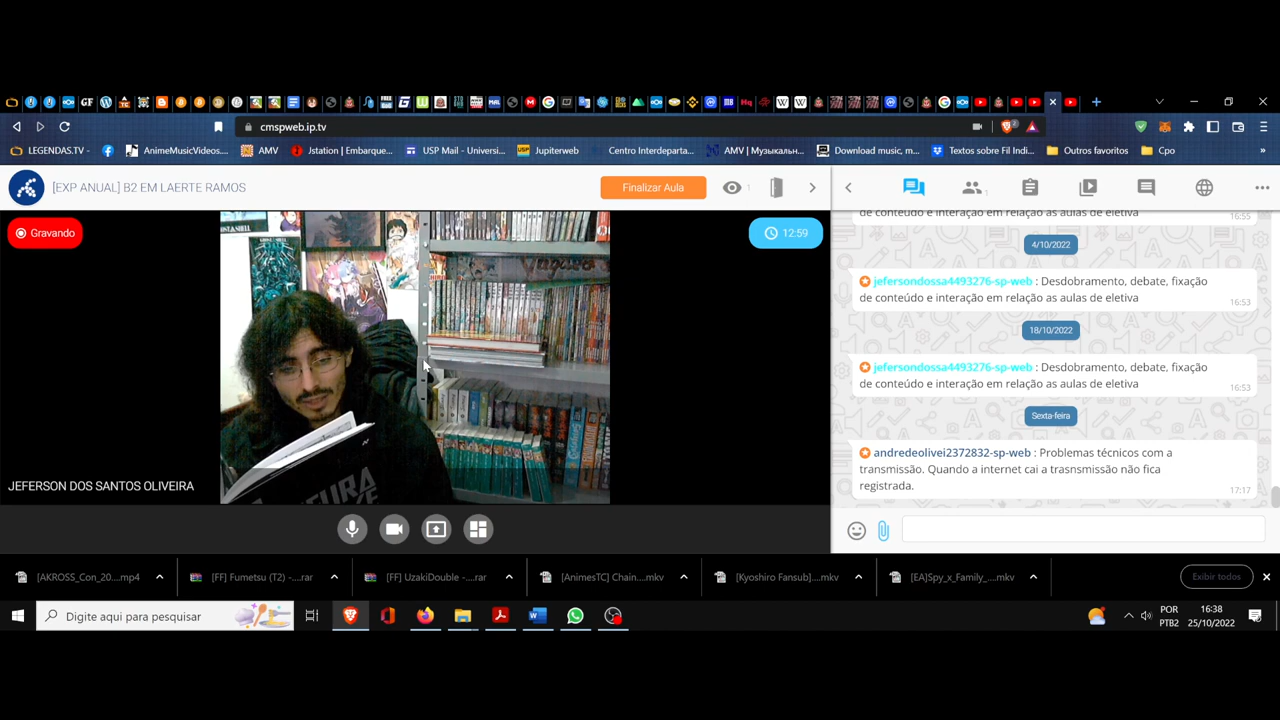 cmspweb.ip.tv
LEGENDAS.TV -
AnimeMusicVideos...
AMV
Jstation | Embarque...
USP Mail - Universi...
Jupiterweb
Centro Interdeparta...
AMV | Музыкальн...
Download music, m...
Textos sobre Fil Indi...
Outros favoritos
Cpo
[EXP ANUAL] B2 EM LAERTE RAMOS
Finalizar Aula
1
1
Gravando
12:59
JEFERSON DOS SANTOS OLIVEIRA
de conteúdo e interação em relação as aulas de eletiva
16:55
4/10/2022
jefersondossa4493276-sp-web : Desdobramento, debate, fixação
de conteúdo e interação em relação as aulas de eletiva
16:53
18/10/2022
jefersondossa4493276-sp-web : Desdobramento, debate, fixação
de conteúdo e interação em relação as aulas de eletiva
16:53
Sexta-feira
andredeolivei2372832-sp-web : Problemas técnicos com a
transmissão. Quando a internet cai a trasnsmissão não fica
registrada.
17:17
[AKROSS_Con_20....mp4
[FF] Fumetsu (T2) -....rar
[FF] UzakiDouble -....rar
[AnimesTC] Chain....mkv
[Kyoshiro Fansub]....mkv
[EA]Spy_x_Family_....mkv
Exibir todos
Digite aqui para pesquisar
POR
PTB2
16:38
25/10/2022